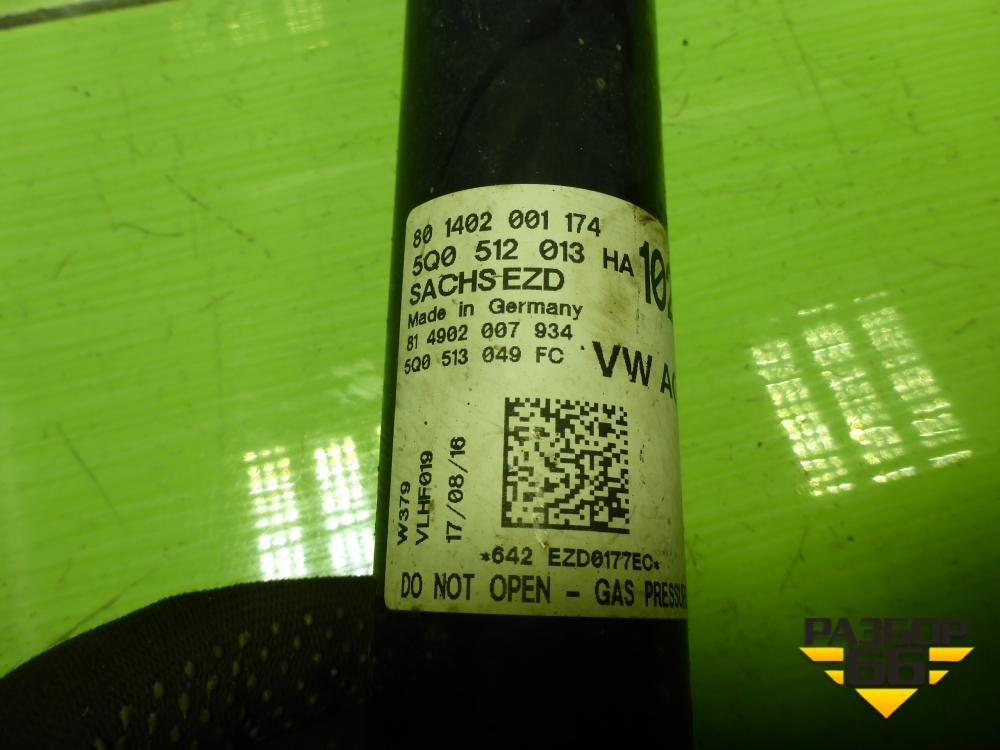 80 1402 001 174
5Q0 512 013 HA
SACHS EZD
Made in Germany
81 4902 007 934
5Q0 513 049 FC
VW
W379
VLHF019
17/08/16
*642 EZD0177EC*
DO NOT OPEN - GAS PRESSURE
РАЗБОР
66